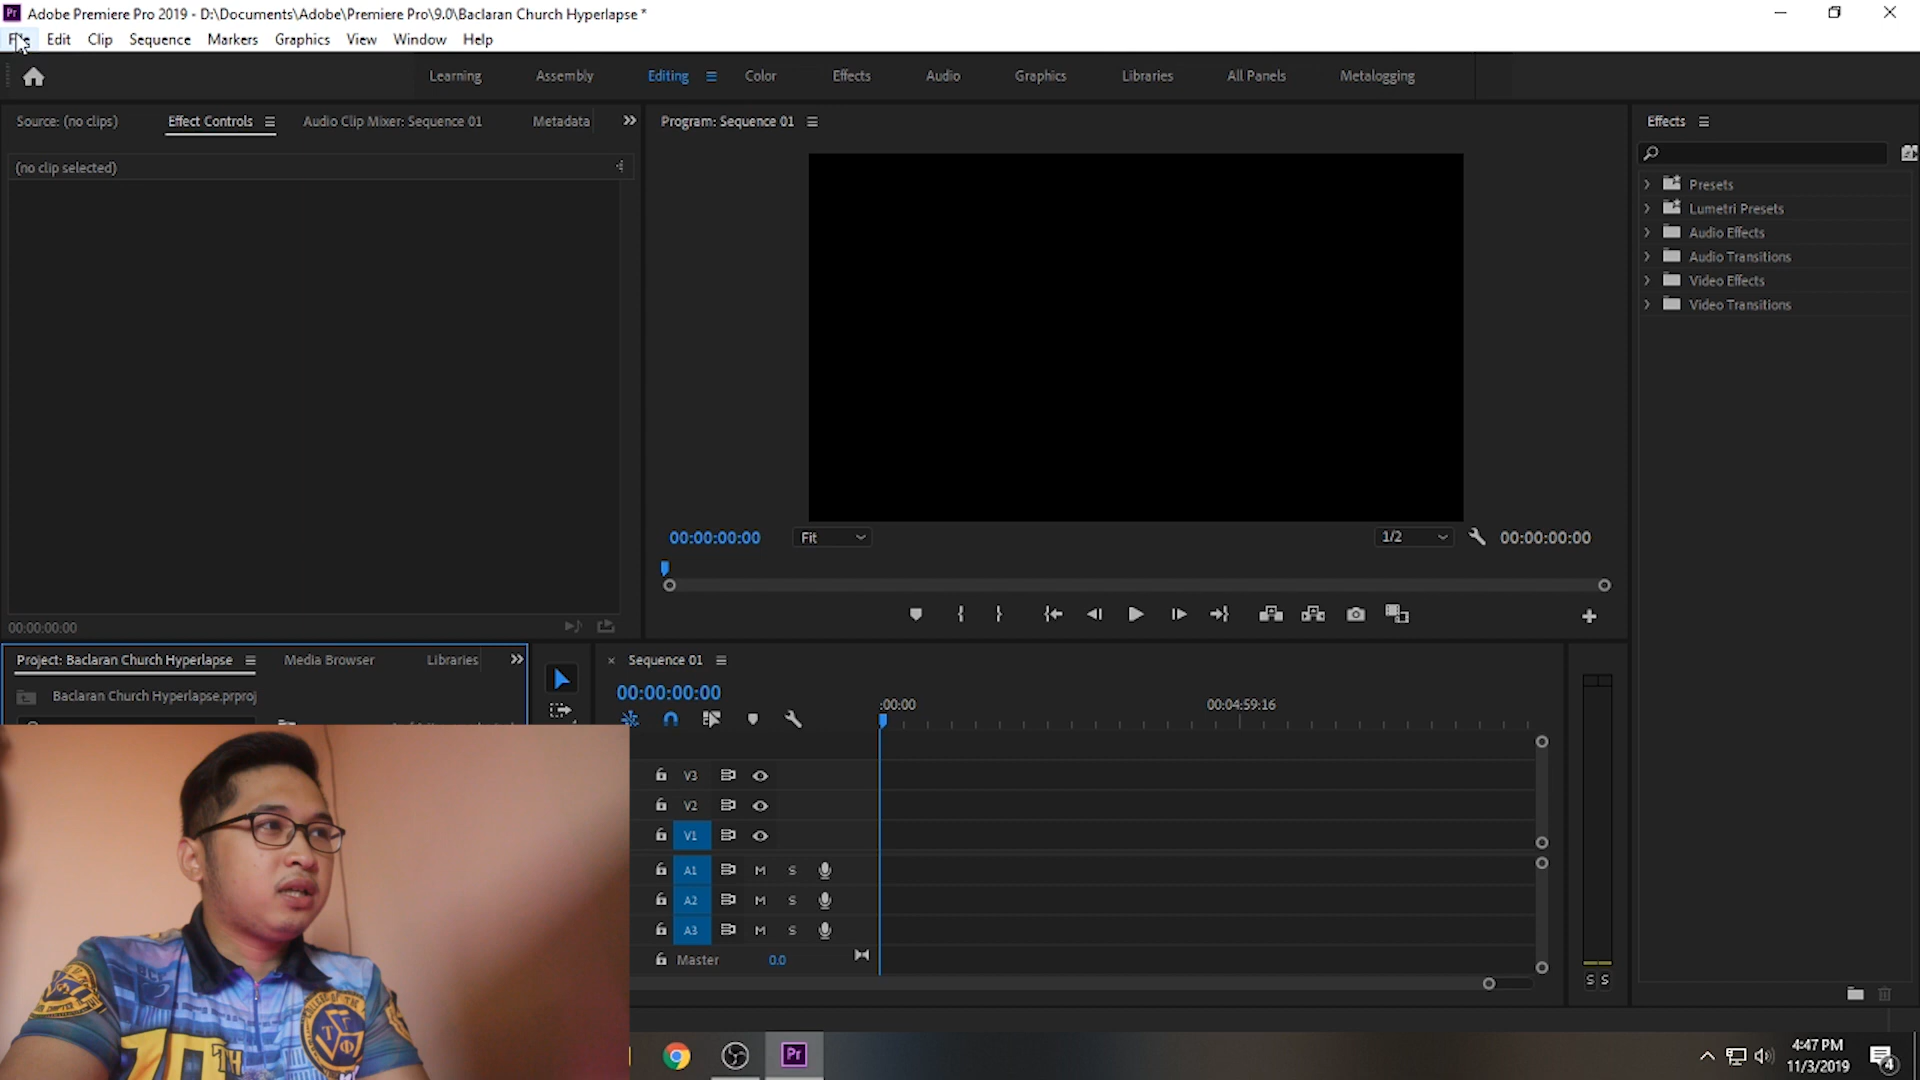 Adobe Premiere Pro 2019 - D:\Documents\Adobe\Premiere Pro\9.0\Baclaran Church Hyperlapse *
File Edit Clip Sequence Markers Graphics View Window Help
Learning Assembly Editing Color Effects Audio Graphics Libraries All Panels Metalogging
Source: (no clips) Effect Controls Audio Clip Mixer: Sequence 01 Metadata
(no clip selected)
00:00:00:00
Program: Sequence 01
00:00:00:00 Fit 1/2 00:00:00:00
Effects
Presets
Lumetri Presets
Audio Effects
Audio Transitions
Video Effects
Video Transitions
Project: Baclaran Church Hyperlapse Media Browser Libraries
Baclaran Church Hyperlapse.prproj
Sequence 01
00:00:00:00
:00:00 00:04:59:16
V3
V2
V1
A1 M S
A2 M S
A3 M S
Master 0.0
S S
Pr
4:47 PM
11/3/2019
4